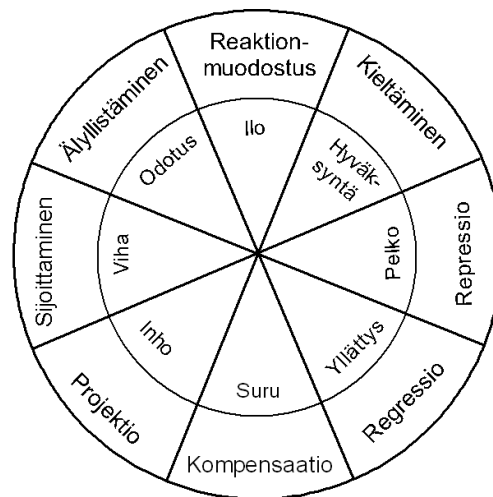 Reaktion-
muodostus
Kieltäminen
Repressio
Regressio
Kompensaatio
Projektio
Sijoittaminen
Älyllistäminen
Ilo
Hyväk-
syntä
Pelko
Yllättys
Suru
Inho
Viha
Odotus